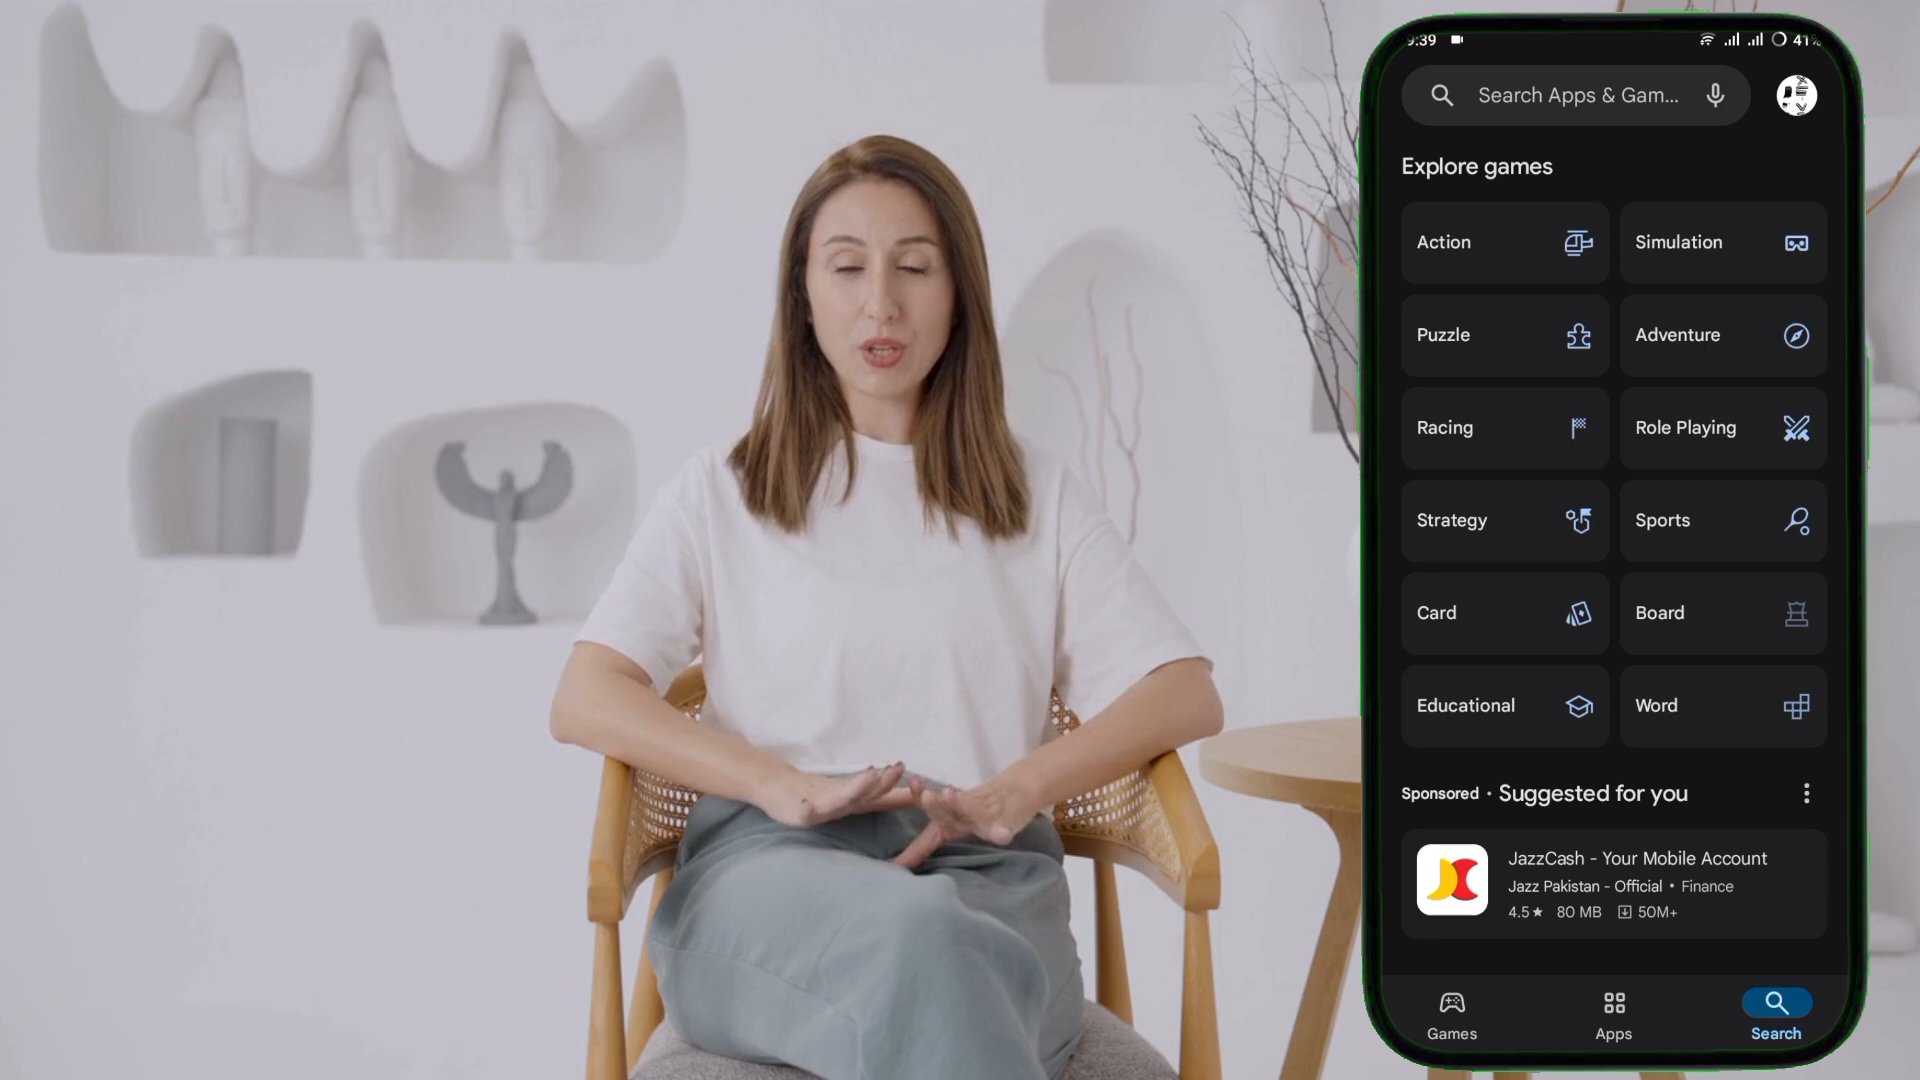 9:39 41%
Search Apps & Gam...
Explore games
Action Simulation
Puzzle Adventure
Racing Role Playing
Strategy Sports
Card Board
Educational Word
Sponsored • Suggested for you
JazzCash - Your Mobile Account
Jazz Pakistan - Official • Finance
4.5★ 80 MB 50M+
Games Apps Search